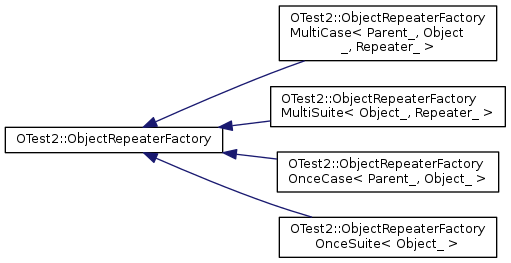 OTest2::ObjectRepeaterFactory
MultiCase< Parent_, Object
_, Repeater_ >
OTest2::ObjectRepeaterFactory
MultiSuite< Object_, Repeater_ >
OTest2::ObjectRepeaterFactory
OTest2::ObjectRepeaterFactory
OnceCase< Parent_, Object_ >
OTest2::ObjectRepeaterFactory
OnceSuite< Object_ >